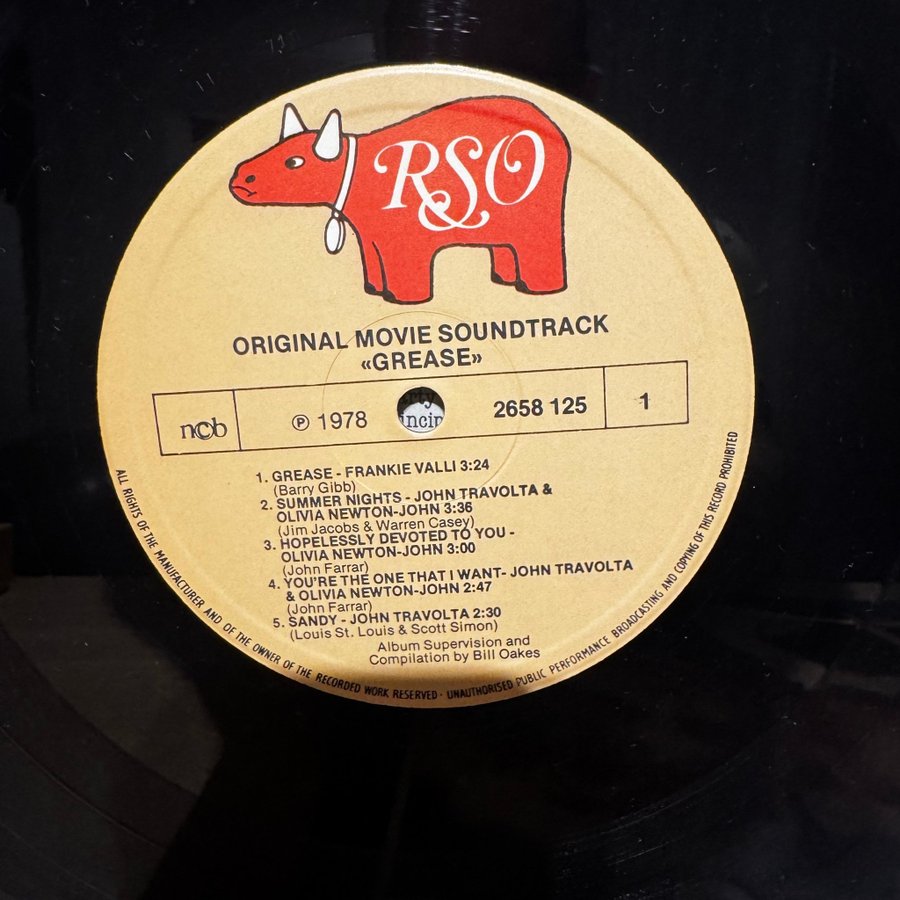 RSO
ORIGINAL MOVIE SOUNDTRACK
«GREASE»
ncb
℗ 1978
2658 125
1
1. GREASE - FRANKIE VALLI 3:24
(Barry Gibb)
2. SUMMER NIGHTS - JOHN TRAVOLTA &
OLIVIA NEWTON-JOHN 3:36
(Jim Jacobs & Warren Casey)
3. HOPELESSLY DEVOTED TO YOU -
OLIVIA NEWTON-JOHN 3:00
(John Farrar)
4. YOU'RE THE ONE THAT I WANT- JOHN TRAVOLTA
& OLIVIA NEWTON-JOHN 2:47
(John Farrar)
5. SANDY - JOHN TRAVOLTA 2:30
(Louis St. Louis & Scott Simon)
Album Supervision and
Compilation by Bill Oakes
ALL RIGHTS OF THE MANUFACTURER AND OF THE OWNER OF THE RECORDED WORK RESERVED · UNAUTHORISED PUBLIC PERFORMANCE BROADCASTING AND COPYING OF THIS RECORD PROHIBITED